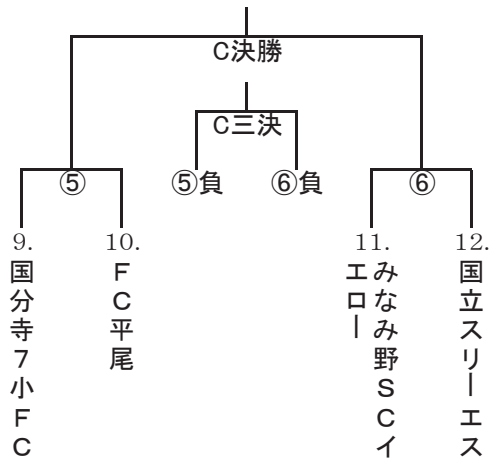 C決勝
C三決
⑤
⑤負
⑥負
⑥
9.
国分寺7小FC
10.
FC平尾
11.
みなみ野SCイ
エロー
12.
国立スリーエス